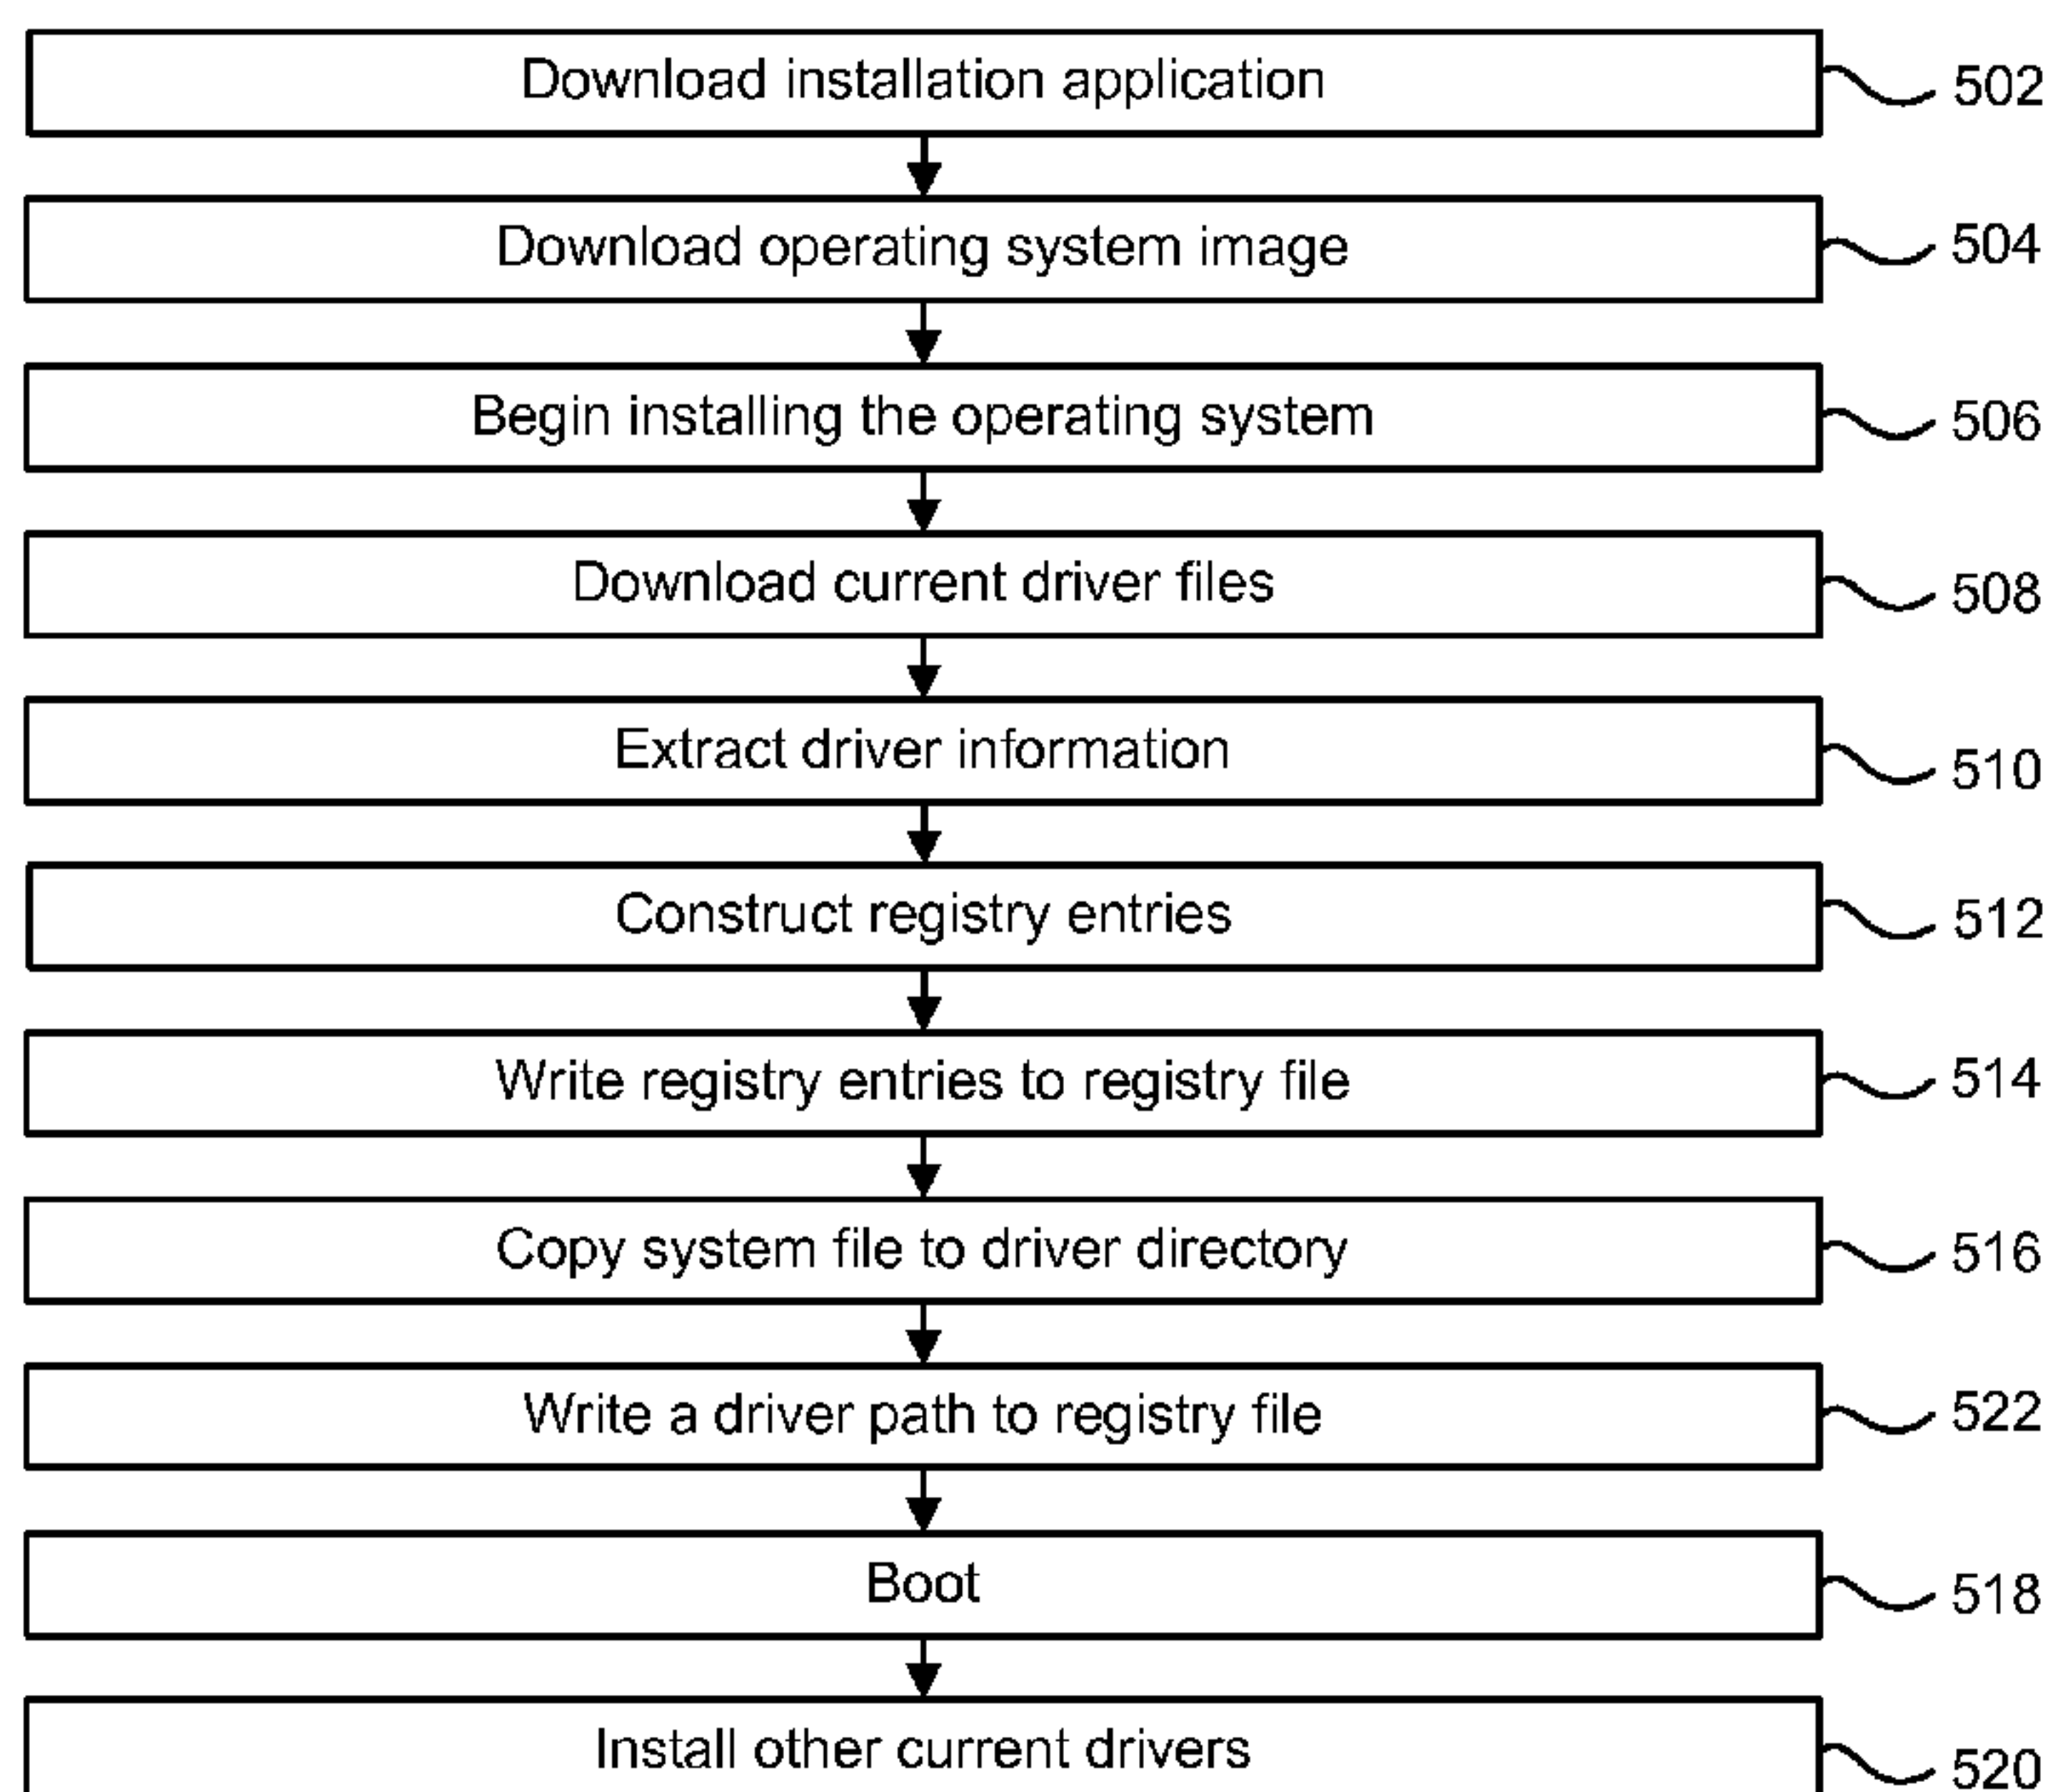 Download installation application 502
Download operating system image 504
Begin installing the operating system 506
Download current driver files 508
Extract driver information 510
Construct registry entries 512
Write registry entries to registry file 514
Copy system file to driver directory 516
Write a driver path to registry file 522
Boot 518
Install other current drivers 520